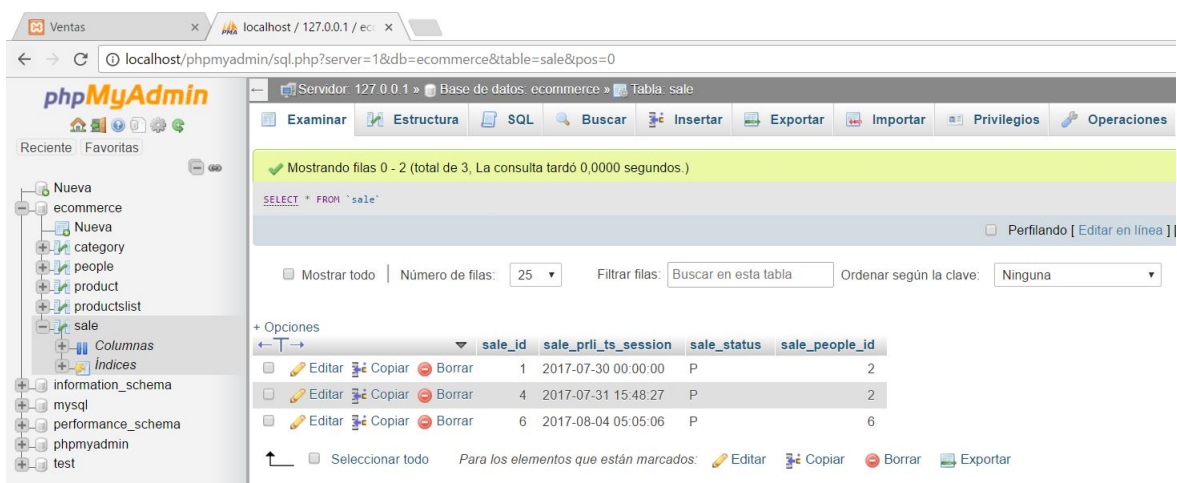 Ventas
localhost / 127.0.0.1 / ec
localhost/phpmyadmin/sql.php?server=1&db=ecommerce&table=sale&pos=0
phpMyAdmin
Reciente Favoritas
Nueva
ecommerce
Nueva
category
people
product
productslist
sale
Columnas
Índices
information_schema
mysql
performance_schema
phpmyadmin
test
Servidor: 127.0.0.1 » Base de datos: ecommerce » Tabla: sale
Examinar Estructura SQL Buscar Insertar Exportar Importar Privilegios Operaciones
Mostrando filas 0 - 2 (total de 3, La consulta tardó 0,0000 segundos.)
SELECT * FROM `sale`
Perfilando [ Editar en línea ] [
Mostrar todo | Número de filas: 25 Filtrar filas: Buscar en esta tabla Ordenar según la clave: Ninguna
+ Opciones
←T→ sale_id sale_prli_ts_session sale_status sale_people_id
Editar Copiar Borrar 1 2017-07-30 00:00:00 P 2
Editar Copiar Borrar 4 2017-07-31 15:48:27 P 2
Editar Copiar Borrar 6 2017-08-04 05:05:06 P 6
Seleccionar todo Para los elementos que están marcados: Editar Copiar Borrar Exportar